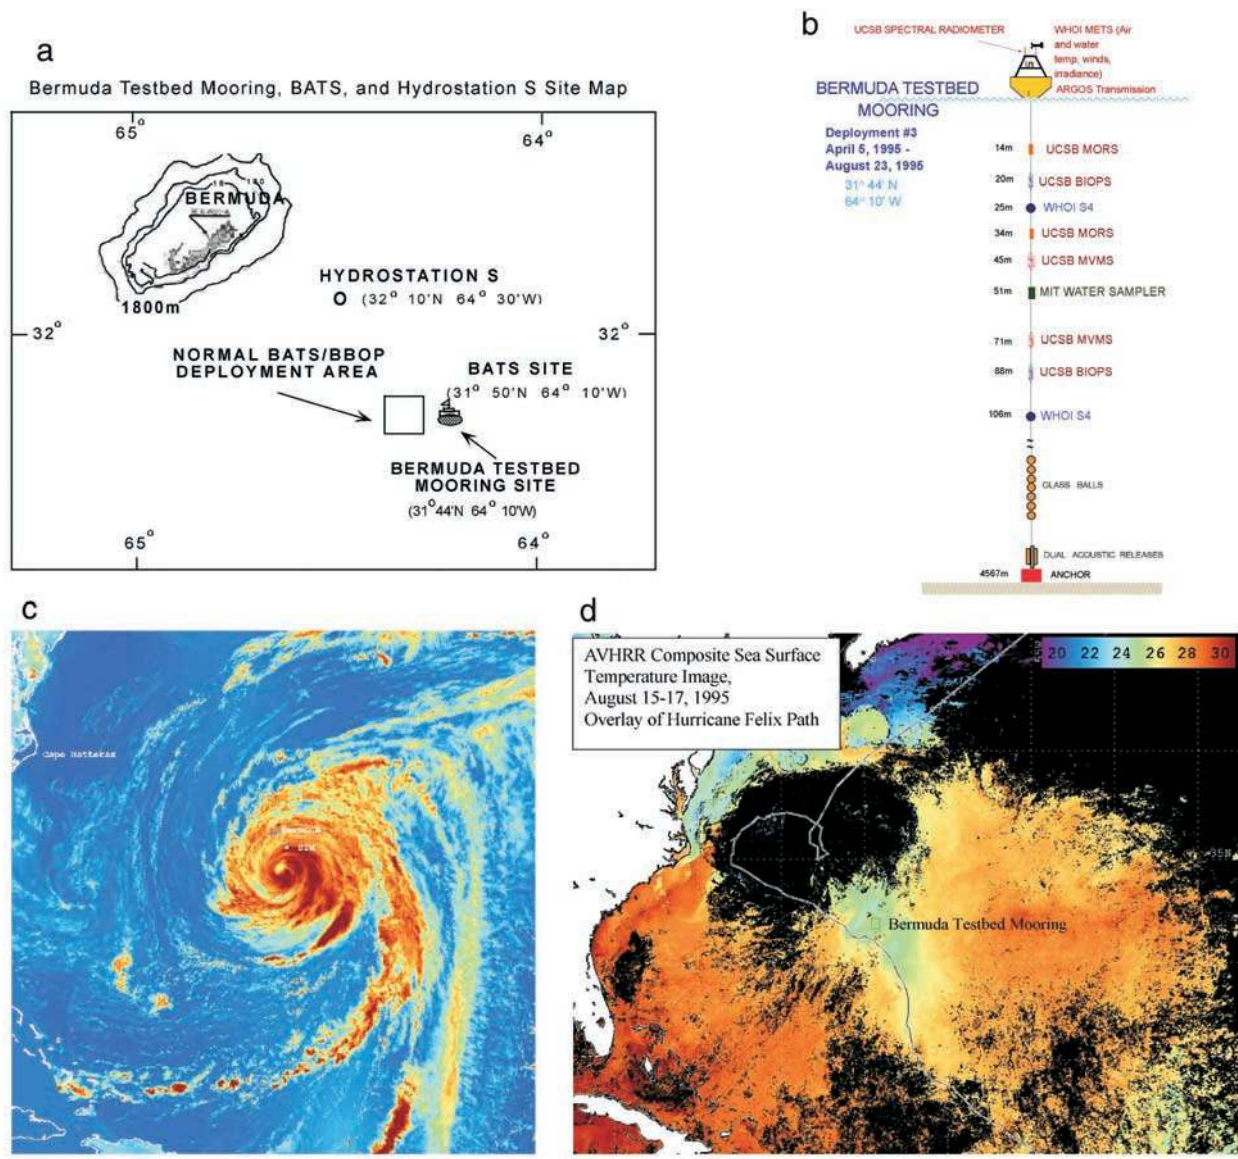 a
Bermuda Testbed Mooring, BATS, and Hydrostation S Site Map
65°
64°
BERMUDA
1800m
HYDROSTATION S
(32° 10'N 64° 30'W)
32°
32°
NORMAL BATS/BBOP
DEPLOYMENT AREA
BATS SITE
(31° 50'N 64° 10'W)
BERMUDA TESTBED
MOORING SITE
(31°44'N 64° 10'W)
65°
64°
b
UCSB SPECTRAL RADIOMETER
WHOI METS (Air
and water
temp, winds,
irradiance)
ARGOS Transmission
BERMUDA TESTBED
MOORING
Deployment #3
April 5, 1995 -
August 23, 1995
31° 44' N
64° 10' W
14m UCSB MORS
20m UCSB BIOPS
25m WHOI S4
34m UCSB MORS
45m UCSB MVMS
51m MIT WATER SAMPLER
71m UCSB MVMS
88m UCSB BIOPS
106m WHOI S4
GLASS BALLS
DUAL ACOUSTIC RELEASES
4567m ANCHOR
c
Cape Hatteras
Bermuda
BTM
d
AVHRR Composite Sea Surface
Temperature Image,
August 15-17, 1995
Overlay of Hurricane Felix Path
20 22 24 26 28 30
35N
Bermuda Testbed Mooring